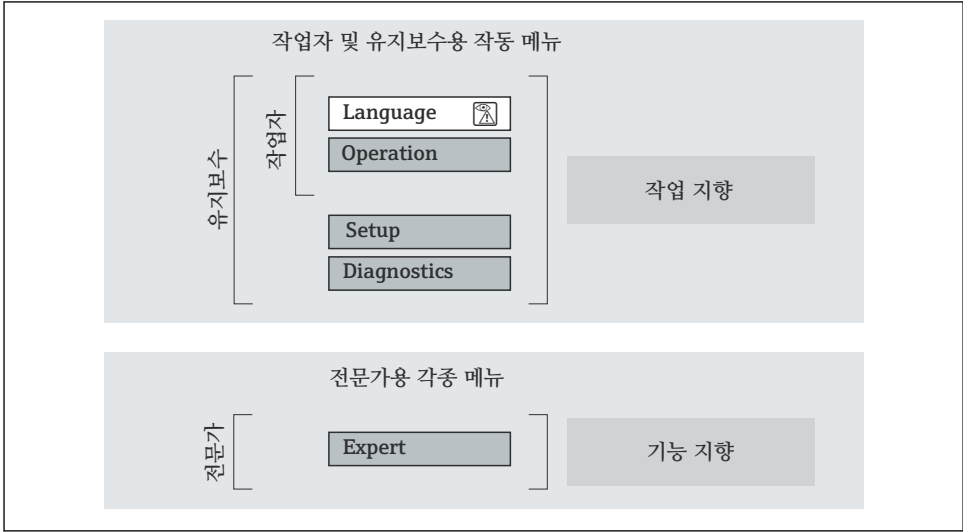 작업자 및 유지보수용 작동 메뉴
유지보수
작업자
Language
Operation
Setup
Diagnostics
작업 지향
전문가용 각종 메뉴
전문가
Expert
기능 지향